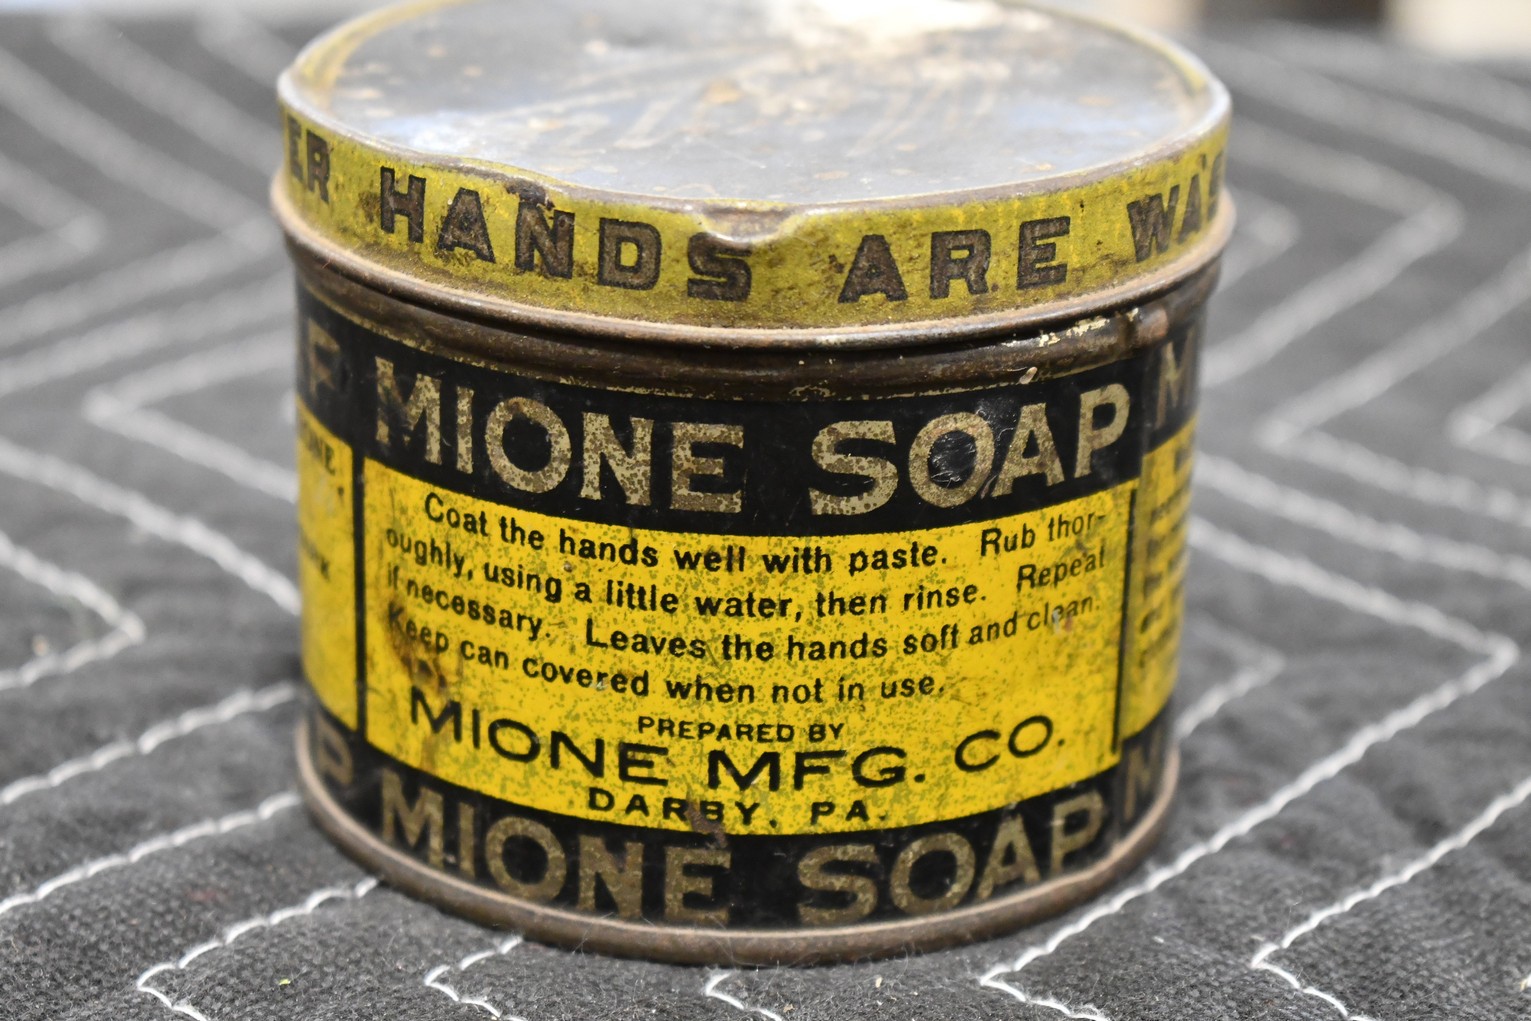 HANDS ARE
MIONE SOAP
Coat the hands well with paste. Rub thor-
oughly, using a little water, then rinse. Repeat
if necessary. Leaves the hands soft and clean.
Keep can covered when not in use.
PREPARED BY
MIONE MFG. CO.
DARBY, PA.
MIONE SOAP